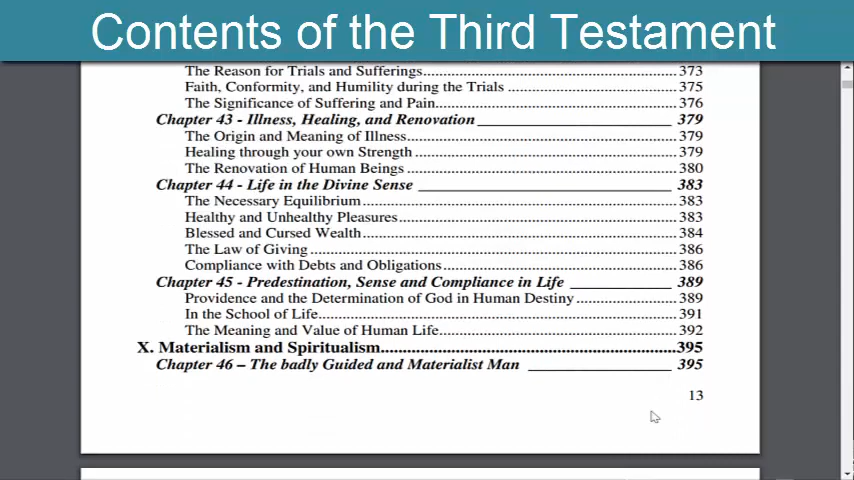 Contents of the Third Testament
The Reason for Trials and Sufferings..................................................................373
Faith, Conformity, and Humility during the Trials ............................................375
The Significance of Suffering and Pain...............................................................376
Chapter 43 - Illness, Healing, and Renovation ______________________ 379
The Origin and Meaning of Illness.....................................................................379
Healing through your own Strength ...................................................................379
The Renovation of Human Beings .....................................................................380
Chapter 44 - Life in the Divine Sense _____________________________ 383
The Necessary Equilibrium................................................................................383
Healthy and Unhealthy Pleasures.......................................................................383
Blessed and Cursed Wealth................................................................................384
The Law of Giving .............................................................................................386
Compliance with Debts and Obligations............................................................386
Chapter 45 - Predestination, Sense and Compliance in Life ___________ 389
Providence and the Determination of God in Human Destiny ..........................389
In the School of Life...........................................................................................391
The Meaning and Value of Human Life.............................................................392
X. Materialism and Spiritualism..................................................................395
Chapter 46 – The badly Guided and Materialist Man ________________ 395
13